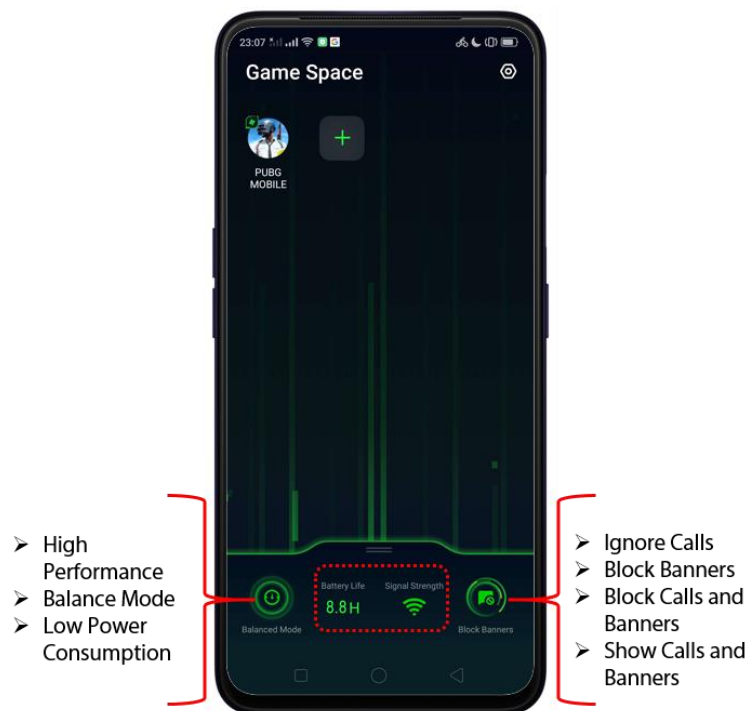 23:07
Game Space
PUBG
MOBILE
High
Performance
Balance Mode
Low Power
Consumption
Battery Life
Signal Strength
8.8H
Balanced Mode
Block Banners
Ignore Calls
Block Banners
Block Calls and
Banners
Show Calls and
Banners